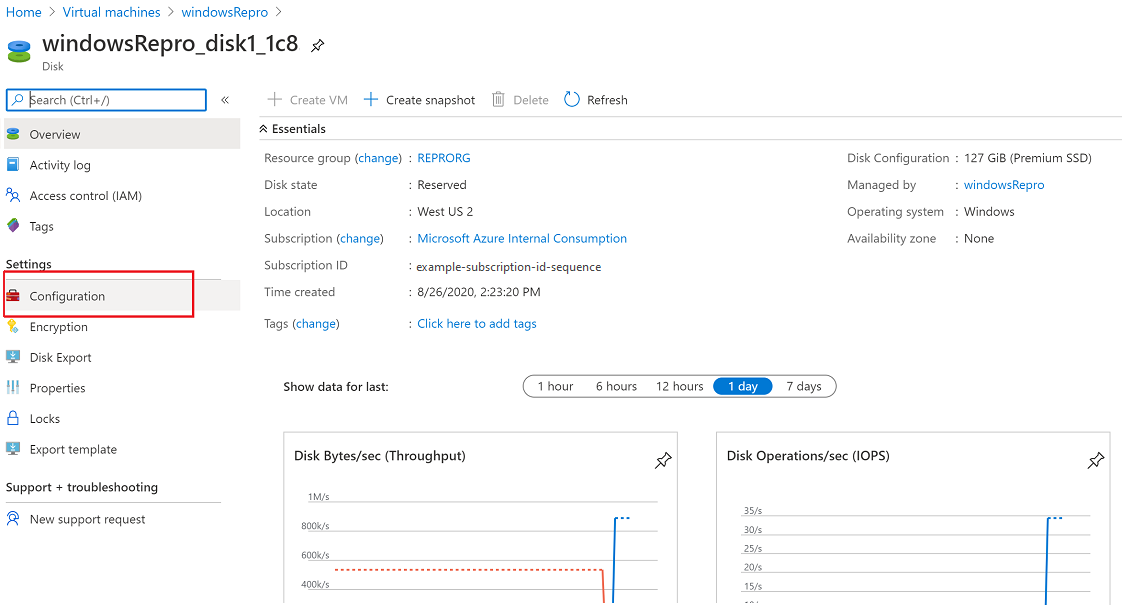 Home > Virtual machines > windowsRepro >
windowsRepro_disk1_1c8
Disk
Search (Ctrl+/)
«
Create VM
Create snapshot
Delete
Refresh
Overview
Activity log
Access control (IAM)
Tags
Settings
Configuration
Encryption
Disk Export
Properties
Locks
Export template
Support + troubleshooting
New support request
Essentials
Resource group (change) : REPRORG
Disk state : Reserved
Location : West US 2
Subscription (change) : Microsoft Azure Internal Consumption
Subscription ID : example-subscription-id-sequence
Time created : 8/26/2020, 2:23:20 PM
Tags (change) : Click here to add tags
Disk Configuration : 127 GiB (Premium SSD)
Managed by : windowsRepro
Operating system : Windows
Availability zone : None
Show data for last:
1 hour 6 hours 12 hours 1 day 7 days
Disk Bytes/sec (Throughput)
1M/s
800k/s
600k/s
400k/s
Disk Operations/sec (IOPS)
35/s
30/s
25/s
20/s
15/s